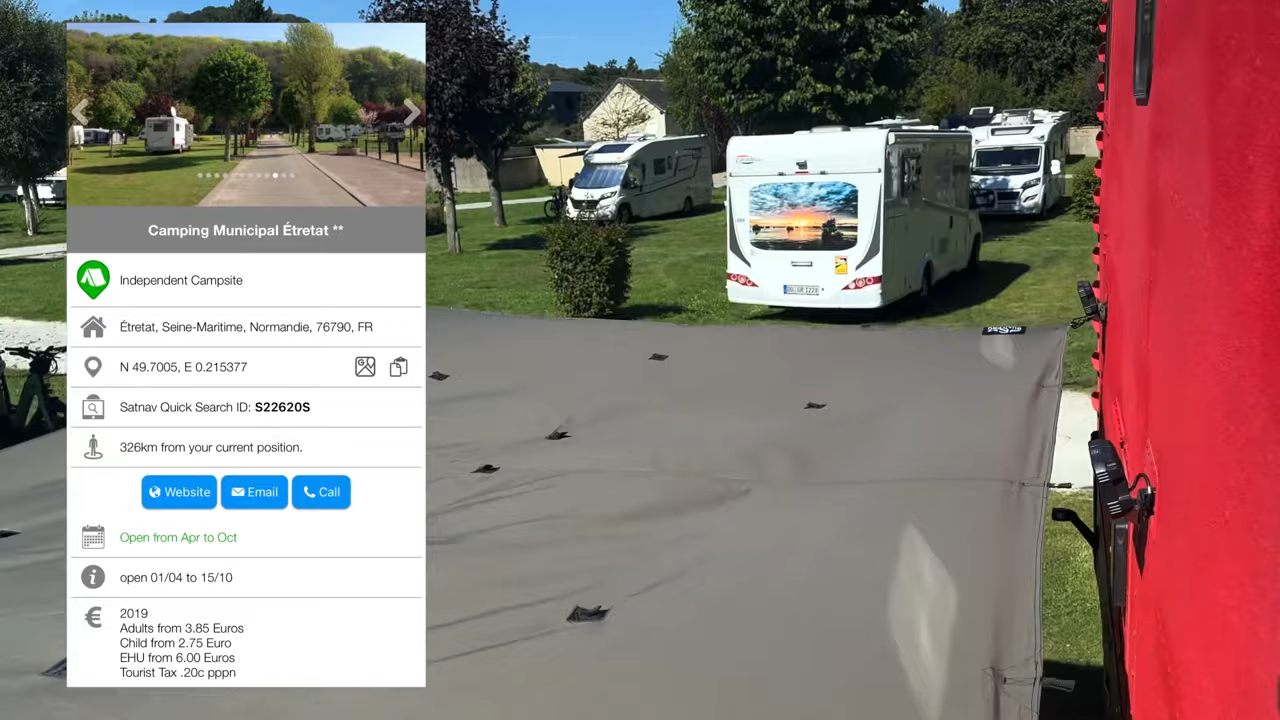 Camping Municipal Étretat **
Independent Campsite
Étretat, Seine-Maritime, Normandie, 76790, FR
N 49.7005, E 0.215377
Satnav Quick Search ID: S22620S
326km from your current position.
Website Email Call
Open from Apr to Oct
open 01/04 to 15/10
2019
Adults from 3.85 Euros
Child from 2.75 Euro
EHU from 6.00 Euros
Tourist Tax .20c pppn